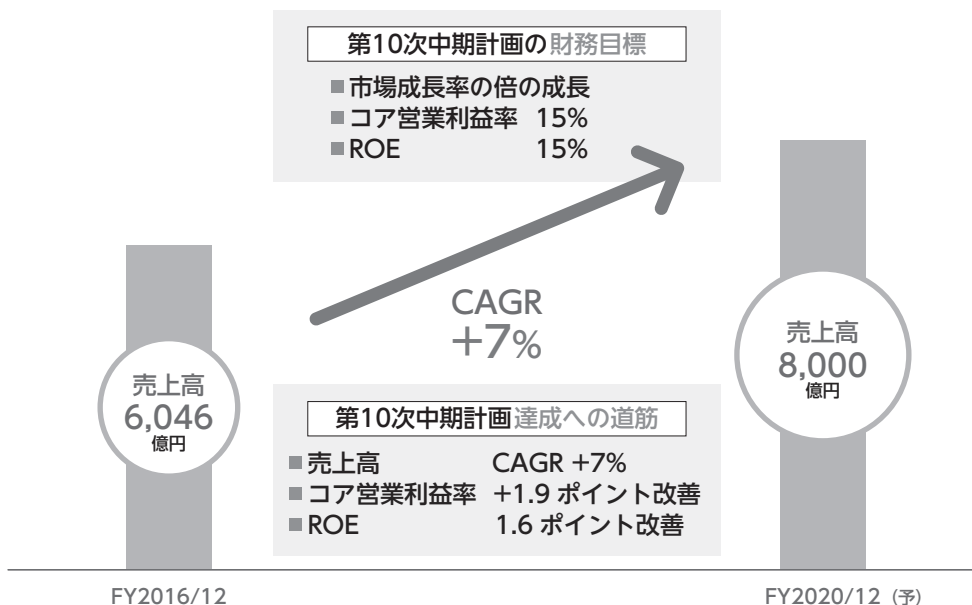 第10次中期計画の財務目標
■市場成長率の倍の成長
■コア営業利益率 15%
■ROE 15%
CAGR
+7%
売上高
6,046
億円
売上高
8,000
億円
第10次中期計画達成への道筋
■売上高 CAGR +7%
■コア営業利益率 +1.9 ポイント改善
■ROE 1.6 ポイント改善
FY2016/12
FY2020/12 (予)